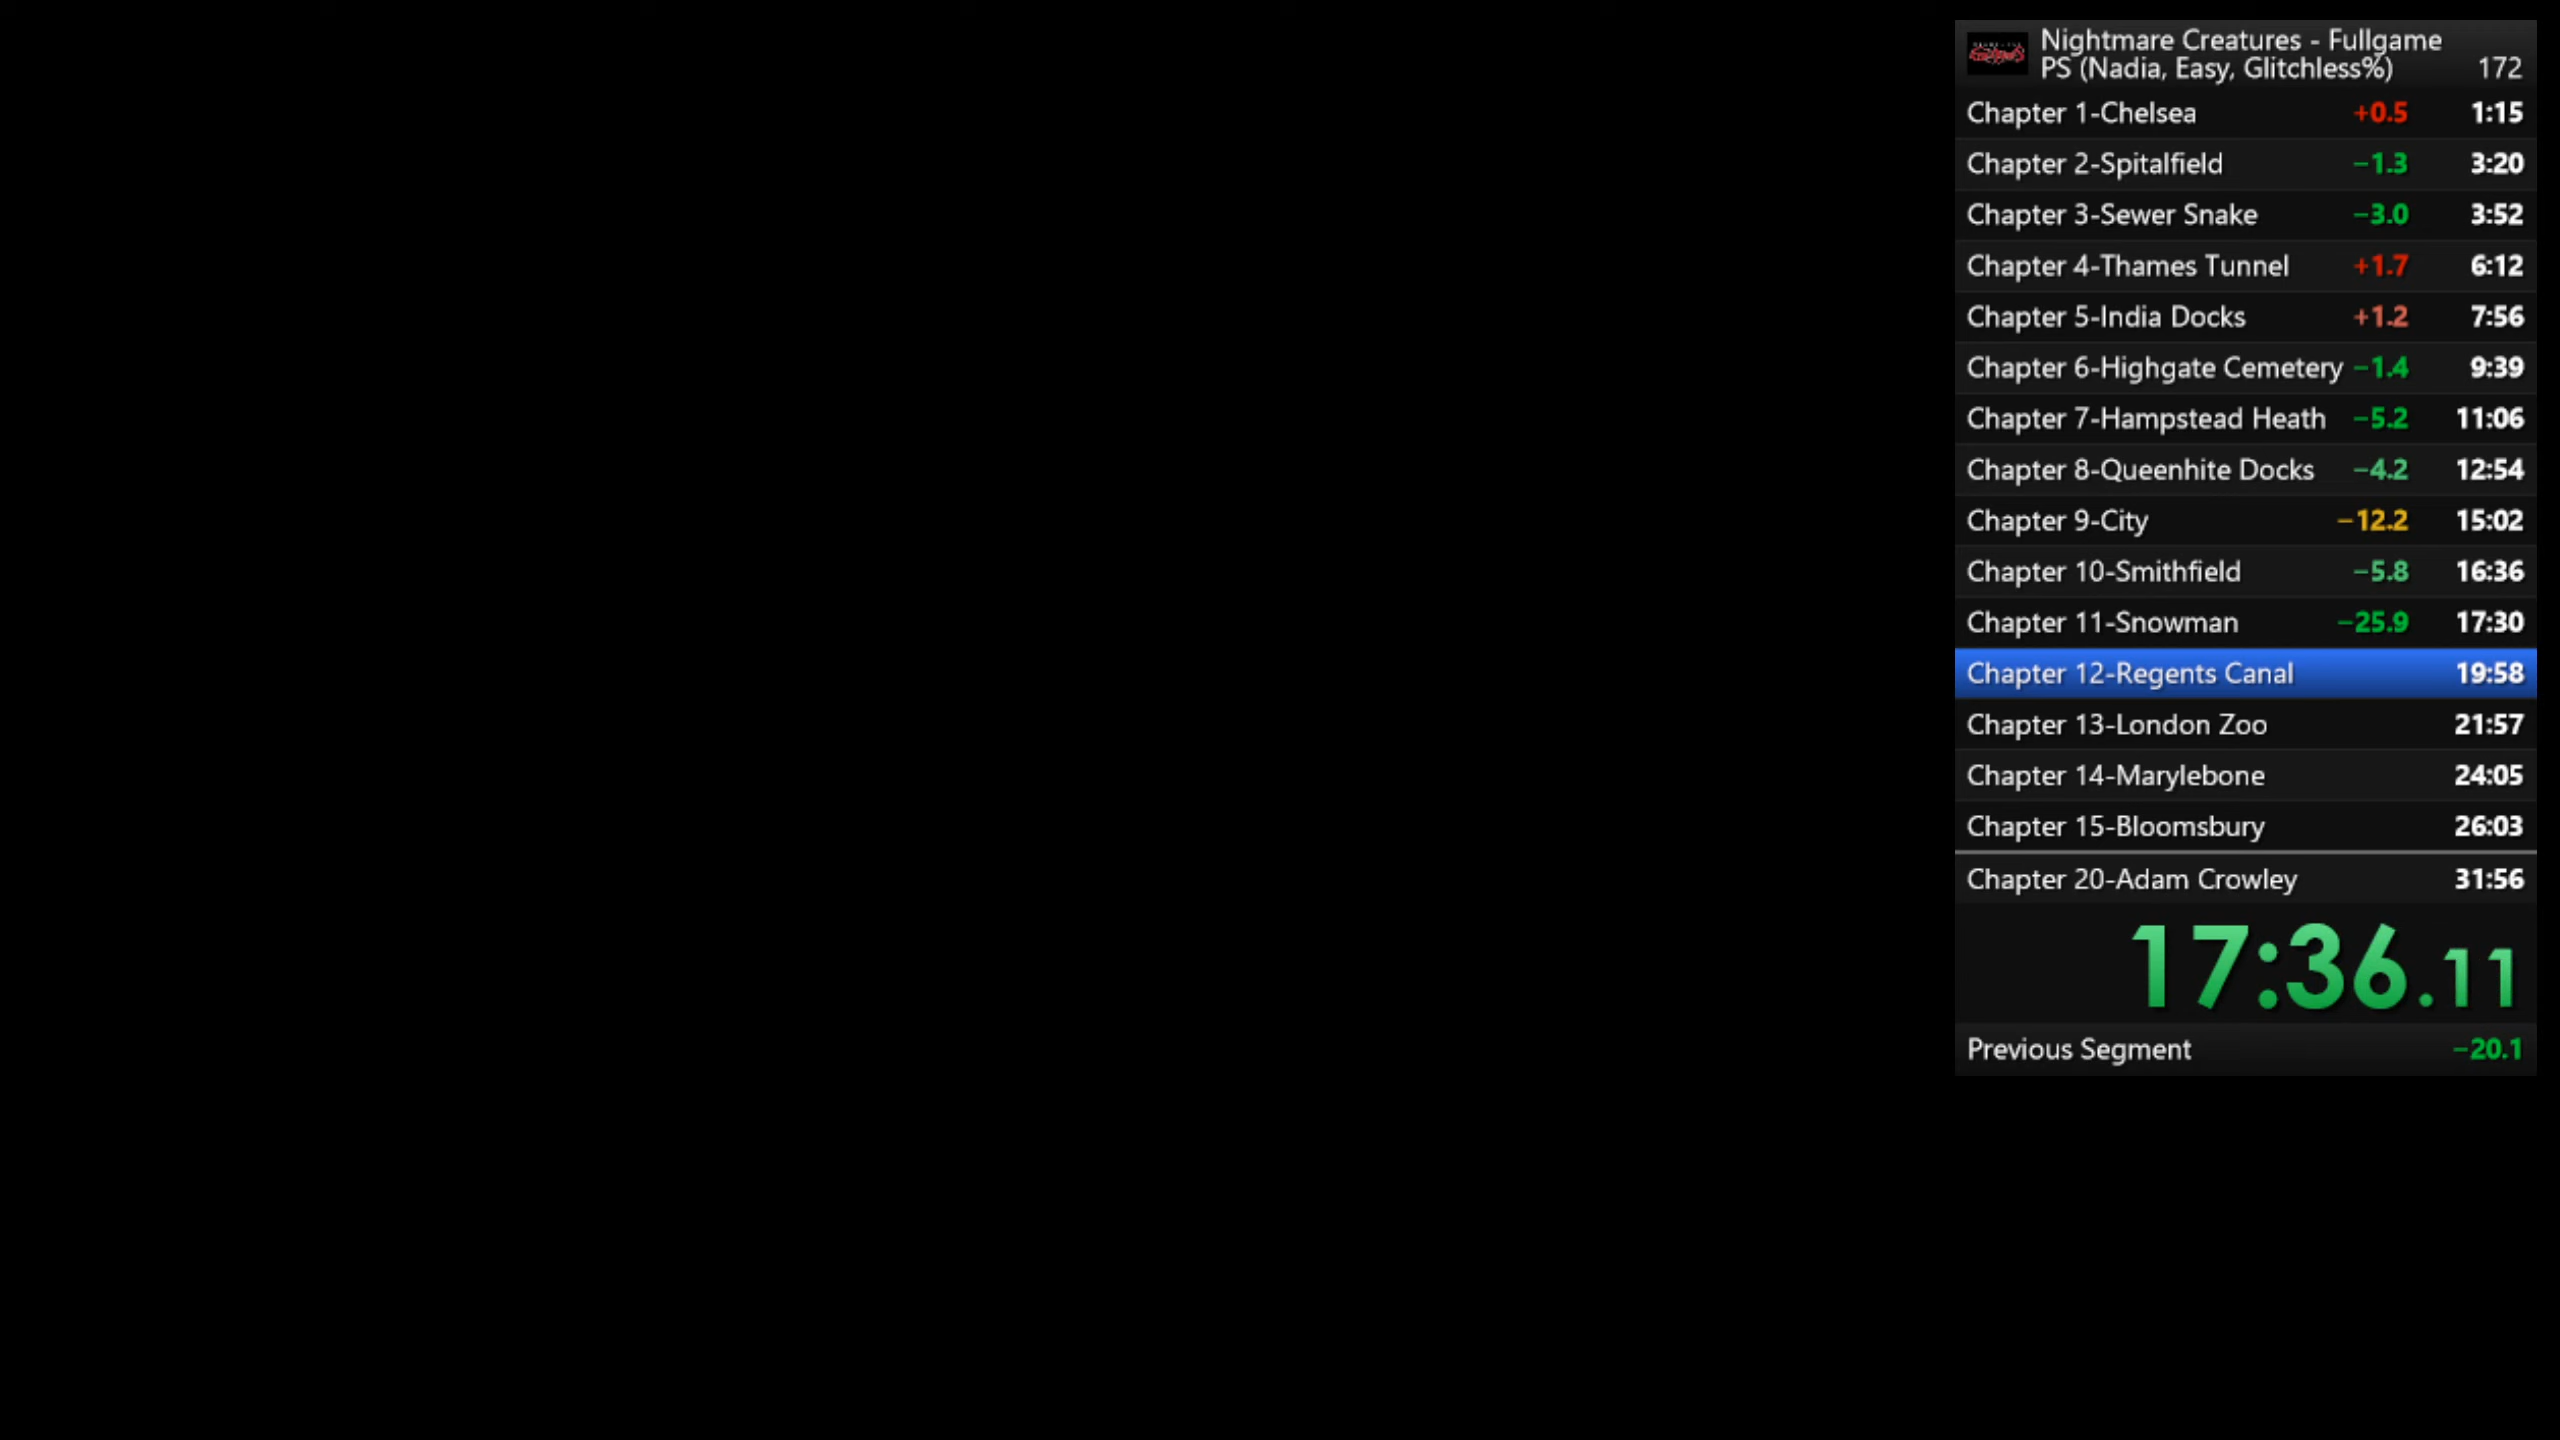 Nightmare Creatures - Fullgame
PS (Nadia, Easy, Glitchless%) 172
Chapter 1-Chelsea +0.5 1:15
Chapter 2-Spitalfield −1.3 3:20
Chapter 3-Sewer Snake −3.0 3:52
Chapter 4-Thames Tunnel +1.7 6:12
Chapter 5-India Docks +1.2 7:56
Chapter 6-Highgate Cemetery −1.4 9:39
Chapter 7-Hampstead Heath −5.2 11:06
Chapter 8-Queenhite Docks −4.2 12:54
Chapter 9-City −12.2 15:02
Chapter 10-Smithfield −5.8 16:36
Chapter 11-Snowman −25.9 17:30
Chapter 12-Regents Canal 19:58
Chapter 13-London Zoo 21:57
Chapter 14-Marylebone 24:05
Chapter 15-Bloomsbury 26:03
Chapter 20-Adam Crowley 31:56
17:36.11
Previous Segment −20.1